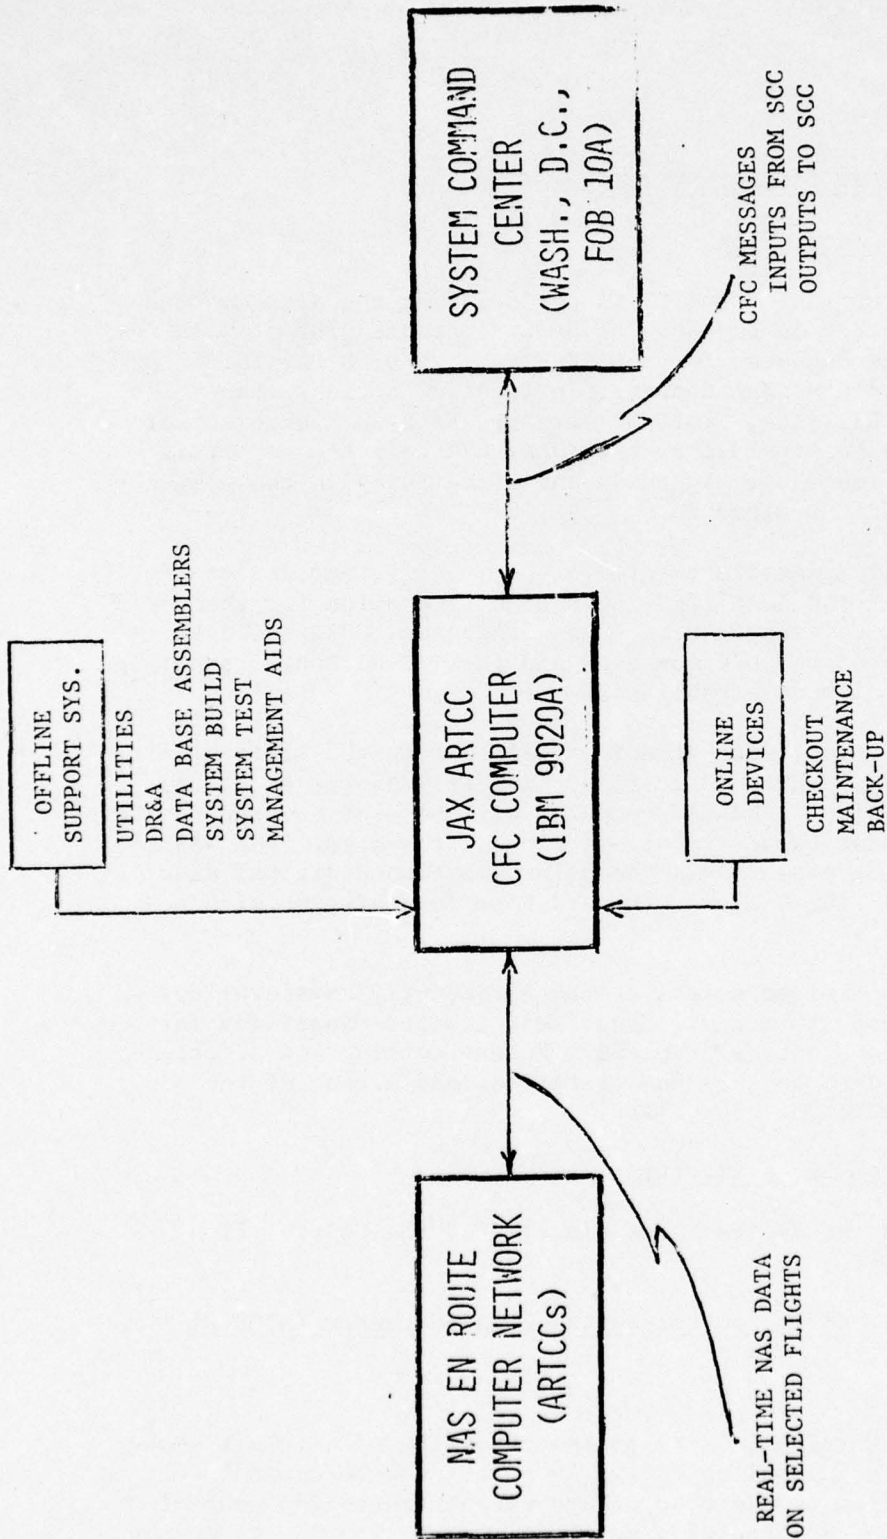 OFFLINE
SUPPORT SYS.
UTILITIES
DR&A
DATA BASE ASSEMBLERS
SYSTEM BUILD
SYSTEM TEST
MANAGEMENT AIDS
NAS EN ROUTE
COMPUTER NETWORK
(ARTCCs)
JAX ARTCC
CFC COMPUTER
(IBM 9020A)
SYSTEM COMMAND
CENTER
(WASH., D.C.,
FOB 10A)
ONLINE
DEVICES
CHECKOUT
MAINTENANCE
BACK-UP
REAL-TIME NAS DATA
ON SELECTED FLIGHTS
CFC MESSAGES
INPUTS FROM SCC
OUTPUTS TO SCC